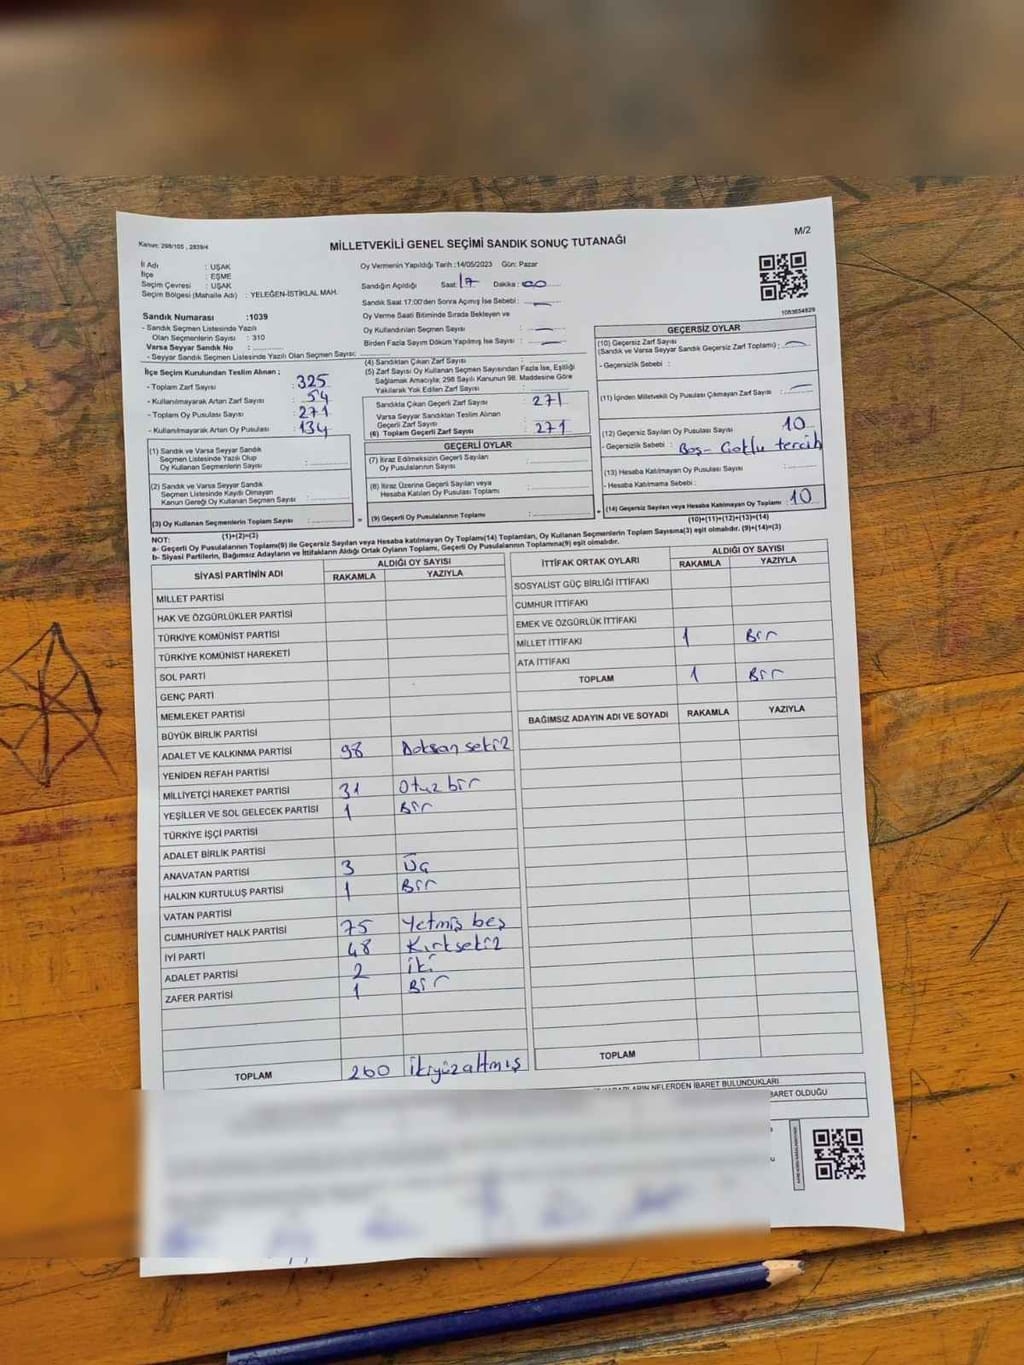 Kanun: 298/105 , 2839/4
M/2
MİLLETVEKİLİ GENEL SEÇİMİ SANDIK SONUÇ TUTANAĞI
İl Adı : UŞAK
İlçe : EŞME
Seçim Çevresi : UŞAK
Seçim Bölgesi (Mahalle Adı) : YELEĞEN-İSTİKLAL MAH.
Sandık Numarası :1039
- Sandık Seçmen Listesinde Yazılı
Olan Seçmenlerin Sayısı : 310
Varsa Seyyar Sandık No :
- Seyyar Sandık Seçmen Listesinde Yazılı Olan Seçmen Sayısı:
Oy Vermenin Yapıldığı Tarih :14/05/2023 Gün: Pazar
Sandığın Açıldığı Saat: 17 Dakika : 00
Sandık Saat 17:00'den Sonra Açımış İse Sebebi :
Oy Verme Saati Bitiminde Sırada Bekleyen ve
Oy Kullandırılan Seçmen Sayısı :
Birden Fazla Sayım Döküm Yapılmış İse Sayısı :
1083654829
İlçe Seçim Kurulundan Teslim Alınan ;
- Toplam Zarf Sayısı : 325
- Kullanılmayarak Artan Zarf Sayısı : 54
- Toplam Oy Pusulası Sayısı : 271
- Kullanılmayarak Artan Oy Pusulası Sayısı : 134
(4) Sandıktan Çıkan Zarf Sayısı :
(5) Zarf Sayısı Oy Kullanan Seçmen Sayısından Fazla İse, Eşitliği
Sağlamak Amacıyla; 298 Sayılı Kanunun 98. Maddesine Göre
Yakılarak Yok Edilen Zarf Sayısı :
Sandıkta Çıkan Geçerli Zarf Sayısı : 271
Varsa Seyyar Sandıktan Teslim Alınan
Geçerli Zarf Sayısı :
(6) Toplam Geçerli Zarf Sayısı : 271
GEÇERSİZ OYLAR
(10) Geçersiz Zarf Sayısı
(Sandık ve Varsa Seyyar Sandık Geçersiz Zarf Toplamı) :
- Geçersizlik Sebebi :
(11) İçinden Milletvekili Oy Pusulası Çıkmayan Zarf Sayısı :
(12) Geçersiz Sayılan Oy Pusulası Sayısı : 10
- Geçersizlik Sebebi : Boş - Çoklu tercih
(13) Hesaba Katılmayan Oy Pusulası Sayısı :
- Hesaba Katılmama Sebebi :
(14) Geçersiz Sayılan veya Hesaba Katılmayan Oy Toplamı : 10
(10)+(11)+(12)+(13)=(14)
(1) Sandık ve Varsa Seyyar Sandık
Seçmen Listesinde Yazılı Olup
Oy Kullanan Seçmenlerin Sayısı :
(2) Sandık ve Varsa Seyyar Sandık
Seçmen Listesinde Kaydı Olmayan
Kanun Gereği Oy Kullanan Seçmen Sayısı :
(3) Oy Kullanan Seçmenlerin Toplam Sayısı :
(1)+(2)=(3)
GEÇERLİ OYLAR
(7) İtiraz Edilmeksizin Geçerli Sayılan
Oy Pusulalarının Sayısı :
(8) İtiraz Üzerine Geçerli Sayılan veya
Hesaba Katılan Oy Pusulası Toplamı :
(9) Geçerli Oy Pusulalarının Toplamı :
NOT:
a- Geçerli Oy Pusulalarının Toplamı(9) ile Geçersiz Sayılan veya Hesaba katılmayan Oy Toplamı(14) Toplamları, Oy Kullanan Seçmenlerin Toplam Sayısına(3) eşit olmalıdır. (9)+(14)=(3)
b- Siyasi Partilerin, Bağımsız Adayların ve İttifakların Aldığı Ortak Oyların Toplamı, Geçerli Oy Pusulalarının Toplamına(9) eşit olmalıdır.
SİYASİ PARTİNİN ADI ALDIĞI OY SAYISI
RAKAMLA YAZIYLA
MİLLET PARTİSİ
HAK VE ÖZGÜRLÜKLER PARTİSİ
TÜRKİYE KOMÜNİST PARTİSİ
TÜRKİYE KOMÜNİST HAREKETİ
SOL PARTİ
GENÇ PARTİ
MEMLEKET PARTİSİ
BÜYÜK BİRLİK PARTİSİ
ADALET VE KALKINMA PARTİSİ 98 Doksan sekiz
YENİDEN REFAH PARTİSİ
MİLLİYETÇİ HAREKET PARTİSİ 31 Otuz bir
YEŞİLLER VE SOL GELECEK PARTİSİ 1 Bir
TÜRKİYE İŞÇİ PARTİSİ
ADALET BİRLİK PARTİSİ
ANAVATAN PARTİSİ 3 Üç
HALKIN KURTULUŞ PARTİSİ 1 Bir
VATAN PARTİSİ
CUMHURİYET HALK PARTİSİ 75 Yetmiş beş
İYİ PARTİ 48 Kırk sekiz
ADALET PARTİSİ 2 İki
ZAFER PARTİSİ 1 Bir
TOPLAM 260 İkiyüz altmış
İTTİFAK ORTAK OYLARI ALDIĞI OY SAYISI
RAKAMLA YAZIYLA
SOSYALİST GÜÇ BİRLİĞİ İTTİFAKI
CUMHUR İTTİFAKI
EMEK VE ÖZGÜRLÜK İTTİFAKI
MİLLET İTTİFAKI 1 Bir
ATA İTTİFAKI
TOPLAM 1 Bir
BAĞIMSIZ ADAYIN ADI VE SOYADI RAKAMLA YAZIYLA
TOPLAM
NELERDEN İBARET BULUNDUKLARI
İBARET OLDUĞU